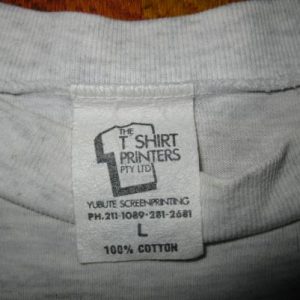 THE
T SHIRT
PRINTERS
PTY LTD
YUBUTE SCREENPRINTING
PH.211-1089-281-2681
L
100% COTTON